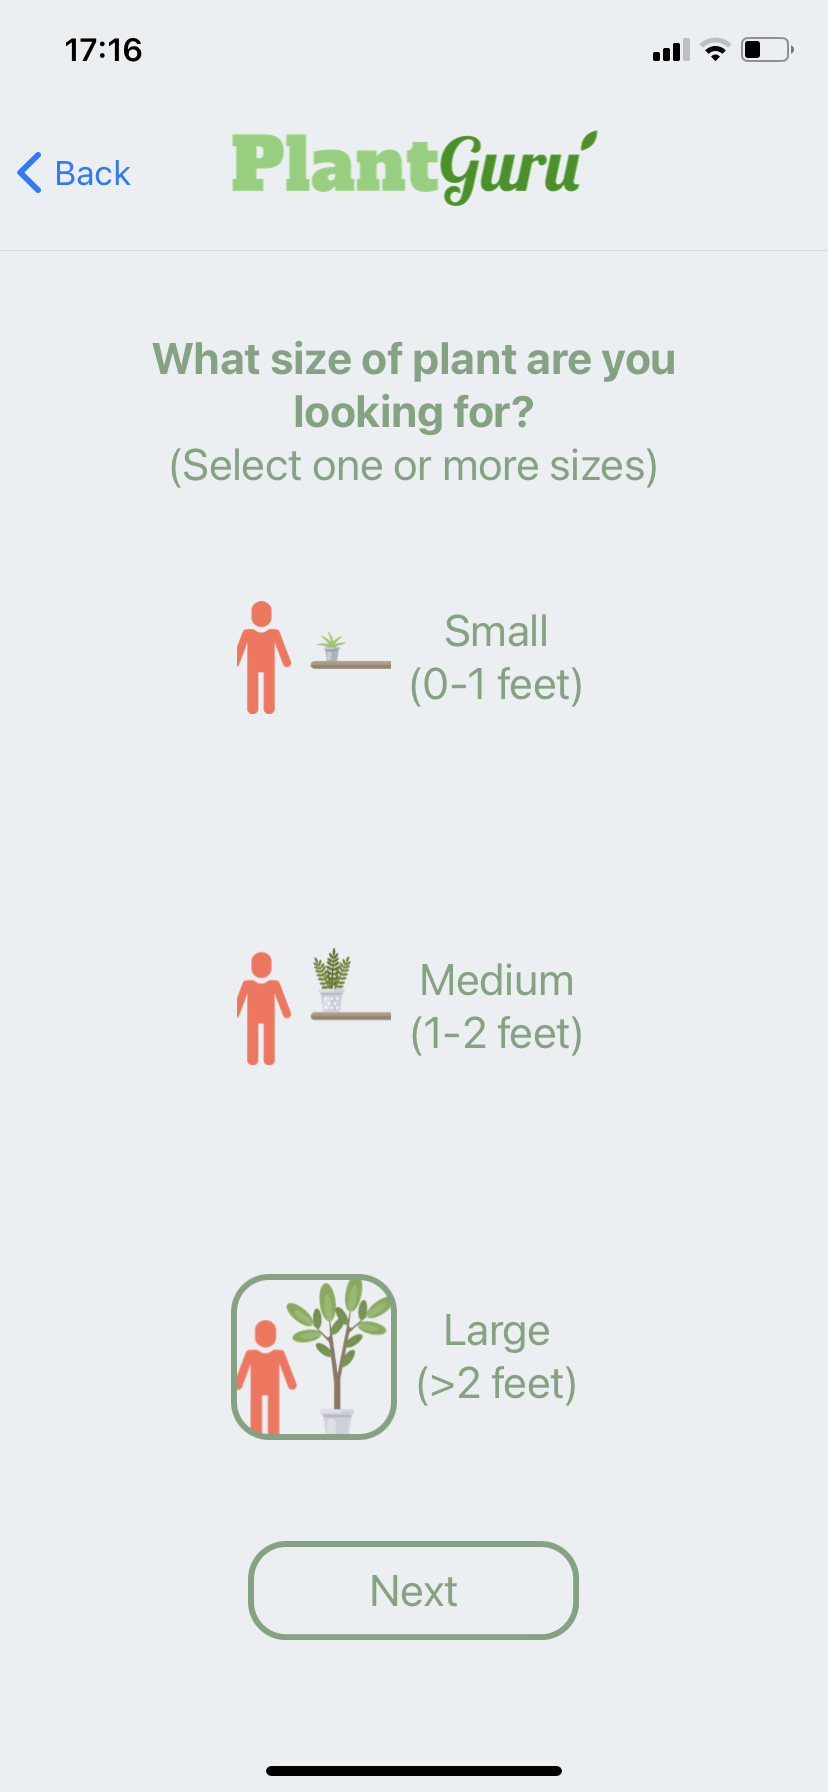 17:16
Back
PlantGuru
What size of plant are you
looking for?
(Select one or more sizes)
Small
(0-1 feet)
Medium
(1-2 feet)
Large
(>2 feet)
Next